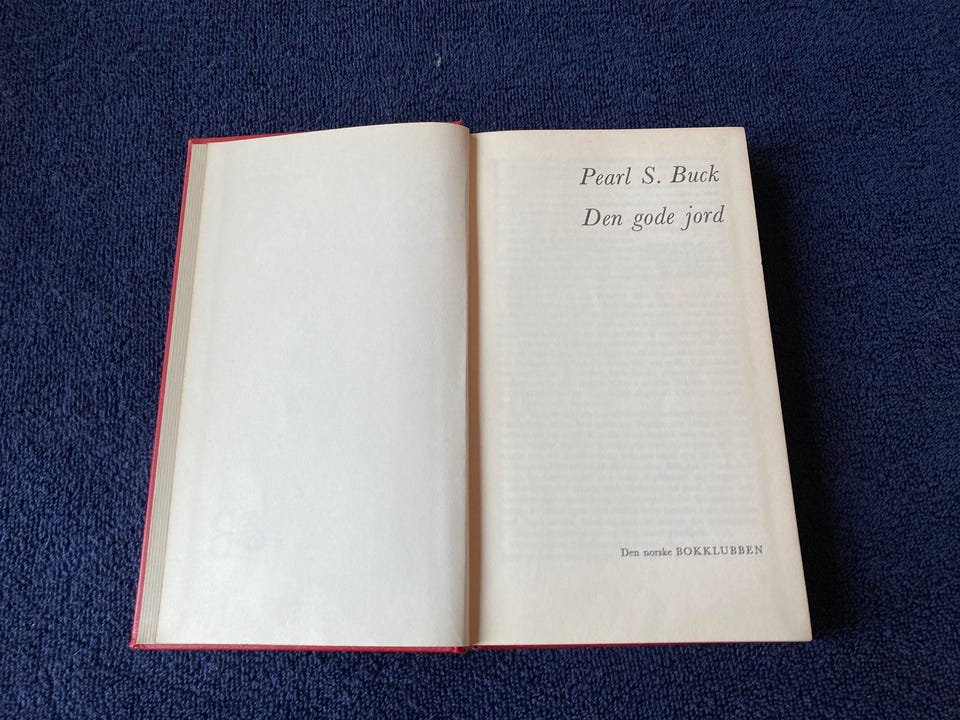 Pearl S. Buck
Den gode jord
Den norske BOKKLUBBEN